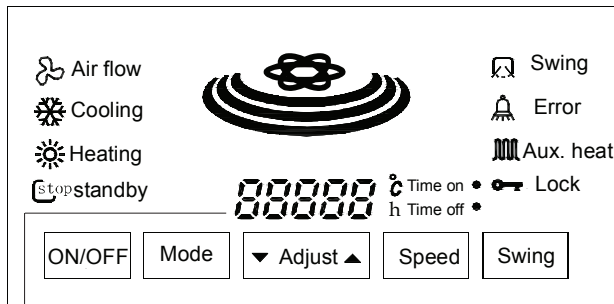 Air flow
Swing
Cooling
Error
Heating
Aux. heat
stop standby
88888
℃ Time on
Lock
h Time off
ON/OFF
Mode
▼ Adjust ▲
Speed
Swing